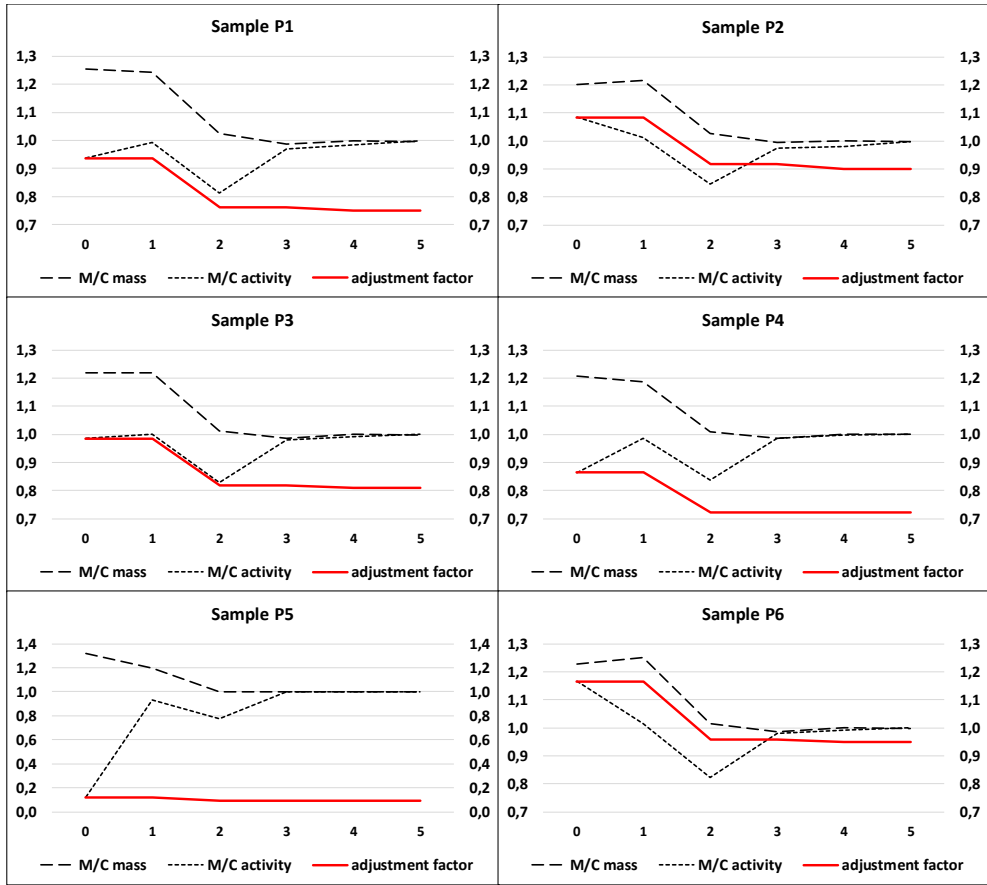 Sample P1
1,3 1,3
1,2 1,2
1,1 1,1
1,0 1,0
0,9 0,9
0,8 0,8
0,7 0,7
0 1 2 3 4 5
M/C mass M/C activity adjustment factor
Sample P2
1,3 1,3
1,2 1,2
1,1 1,1
1,0 1,0
0,9 0,9
0,8 0,8
0,7 0,7
0 1 2 3 4 5
M/C mass M/C activity adjustment factor
Sample P3
1,3 1,3
1,2 1,2
1,1 1,1
1,0 1,0
0,9 0,9
0,8 0,8
0,7 0,7
0 1 2 3 4 5
M/C mass M/C activity adjustment factor
Sample P4
1,3 1,3
1,2 1,2
1,1 1,1
1,0 1,0
0,9 0,9
0,8 0,8
0,7 0,7
0 1 2 3 4 5
M/C mass M/C activity adjustment factor
Sample P5
1,4 1,4
1,2 1,2
1,0 1,0
0,8 0,8
0,6 0,6
0,4 0,4
0,2 0,2
0,0 0,0
0 1 2 3 4 5
M/C mass M/C activity adjustment factor
Sample P6
1,3 1,3
1,2 1,2
1,1 1,1
1,0 1,0
0,9 0,9
0,8 0,8
0,7 0,7
0 1 2 3 4 5
M/C mass M/C activity adjustment factor